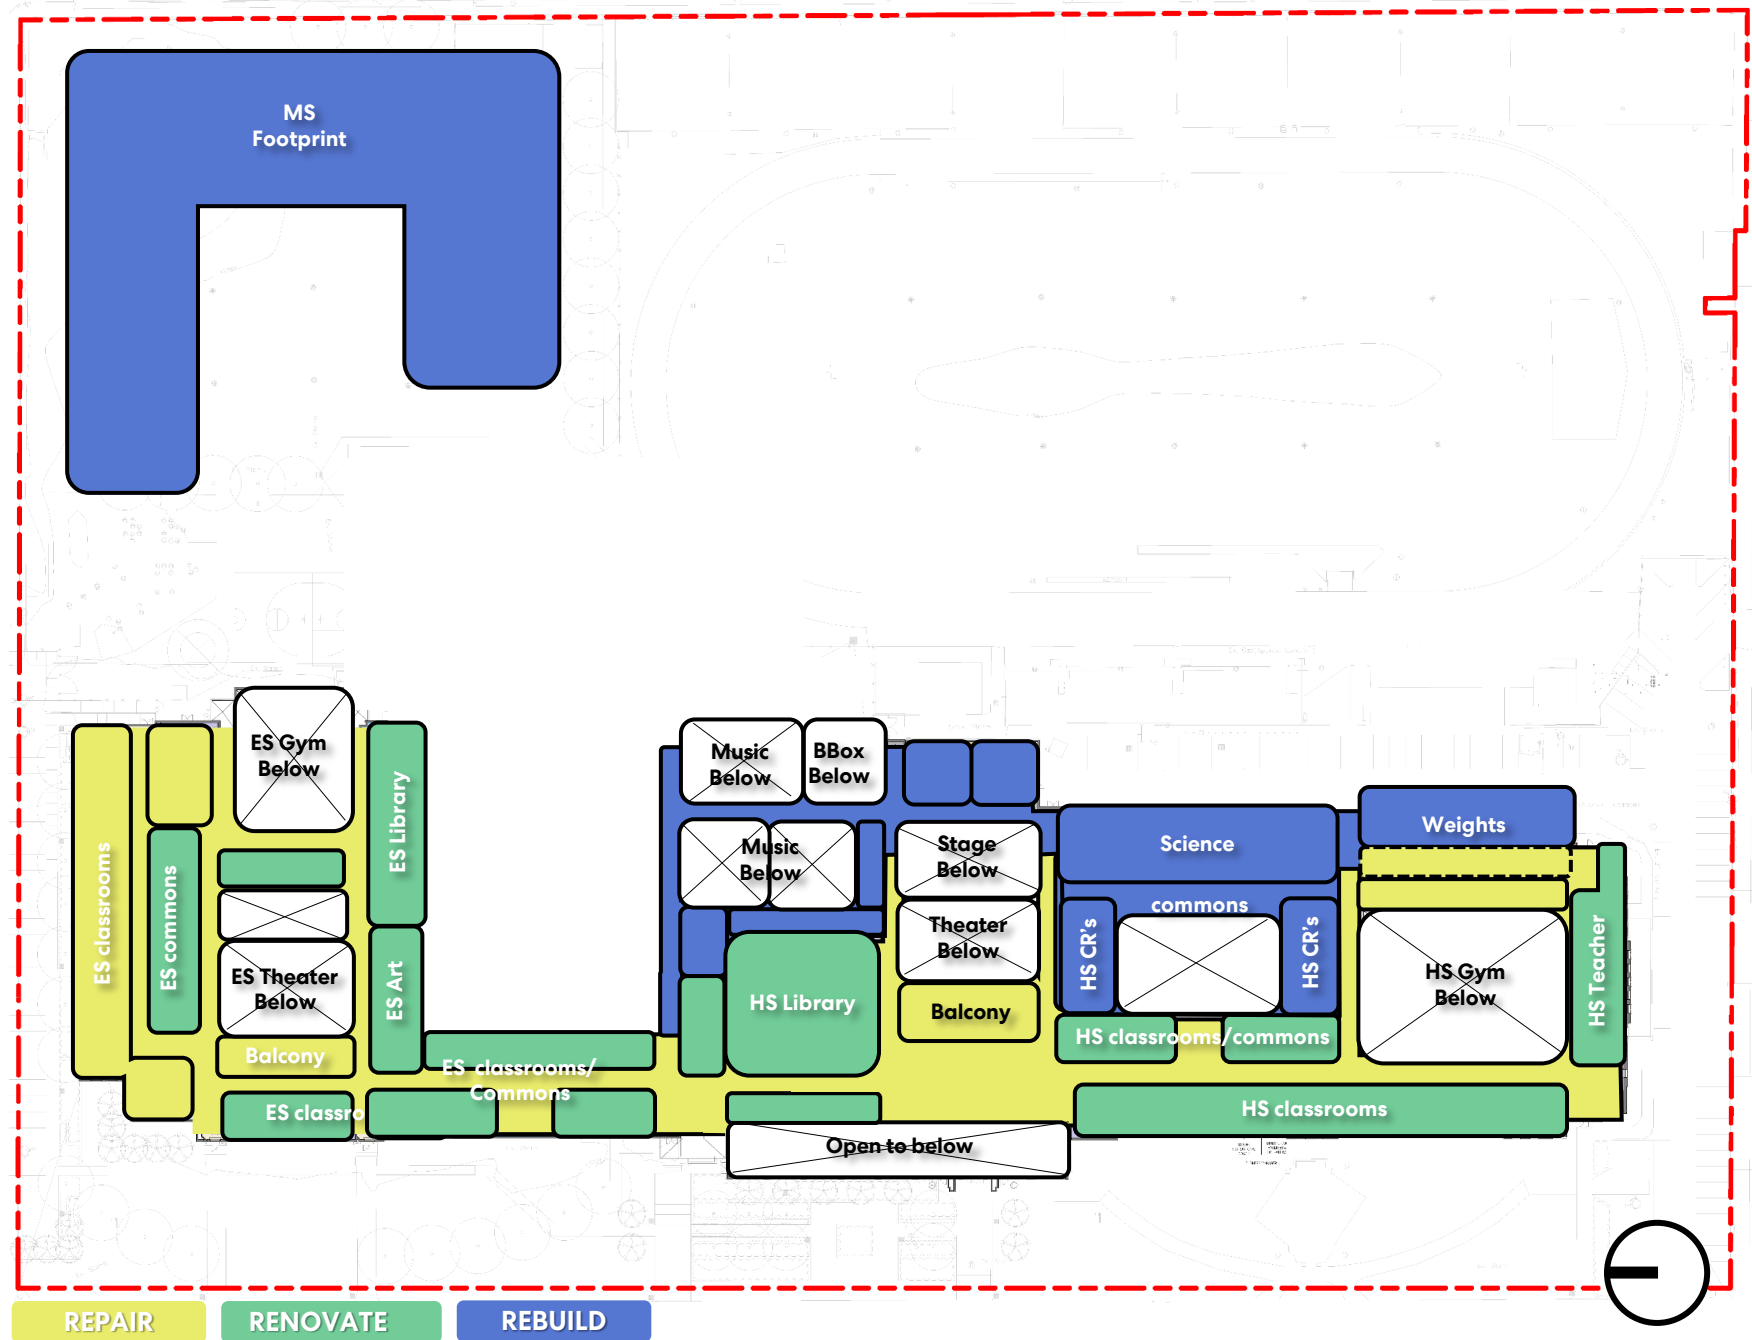 MS
Footprint
ES Gym
Below
Music
Below
BBox
Below
ES Library
ES classrooms
ES commons
Music
Below
Stage
Below
Science
Weights
commons
Theater
Below
HS CR's
HS CR's
ES Theater
Below
ES Art
HS Library
Balcony
HS Gym
Below
HS Teacher
Balcony
HS classrooms/commons
ES classrooms/
Commons
ES classro
HS classrooms
Open to below
REPAIR
RENOVATE
REBUILD